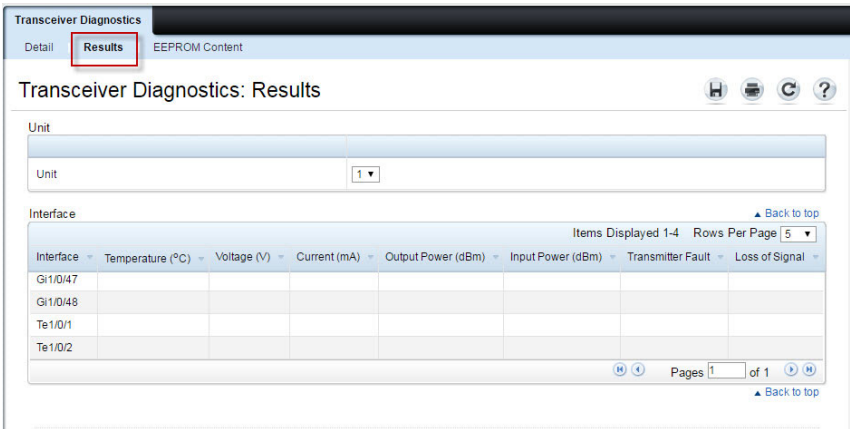 Transceiver Diagnostics
Detail Results EEPROM Content
Transceiver Diagnostics: Results
Unit
Unit 1
Interface Back to top
Items Displayed 1-4 Rows Per Page 5
Interface Temperature (°C) Voltage (V) Current (mA) Output Power (dBm) Input Power (dBm) Transmitter Fault Loss of Signal
Gi1/0/47
Gi1/0/48
Te1/0/1
Te1/0/2
Pages 1 of 1
Back to top